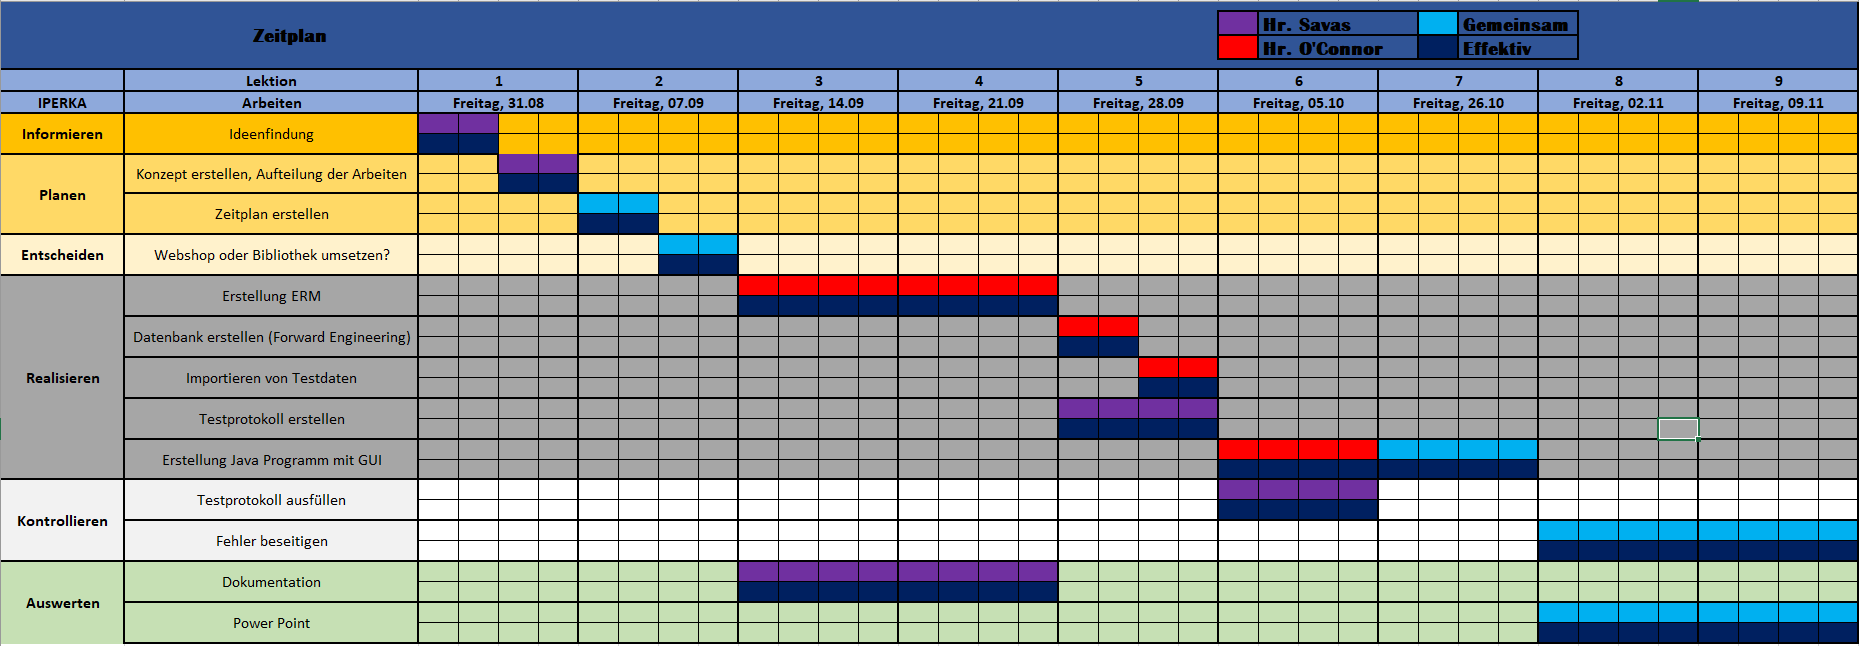 Zeitplan
Hr. Savas Gemeinsam
Hr. O'Connor Effektiv
Lektion 1 2 3 4 5 6 7 8 9
IPERKA Arbeiten Freitag, 31.08 Freitag, 07.09 Freitag, 14.09 Freitag, 21.09 Freitag, 28.09 Freitag, 05.10 Freitag, 26.10 Freitag, 02.11 Freitag, 09.11
Informieren Ideenfindung
Planen
Konzept erstellen, Aufteilung der Arbeiten
Zeitplan erstellen
Entscheiden Webshop oder Bibliothek umsetzen?
Realisieren
Erstellung ERM
Datenbank erstellen (Forward Engineering)
Importieren von Testdaten
Testprotokoll erstellen
Erstellung Java Programm mit GUI
Kontrollieren
Testprotokoll ausfüllen
Fehler beseitigen
Auswerten
Dokumentation
Power Point